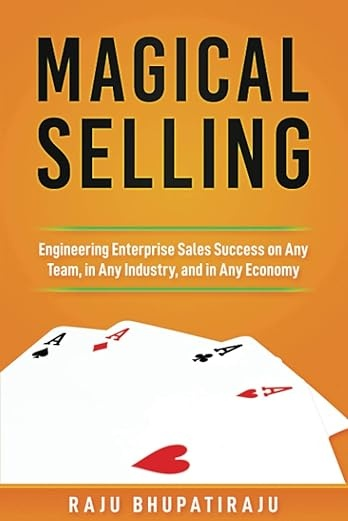 MAGICAL
SELLING
Engineering Enterprise Sales Success on Any
Team, in Any Industry, and in Any Economy
A A A A
RAJU BHUPATIRAJU